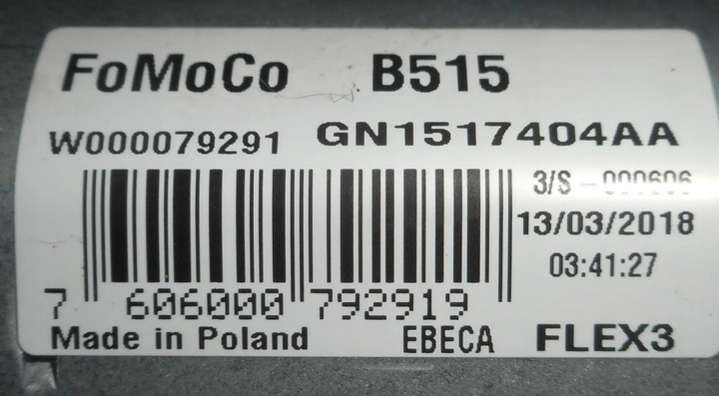 FoMoCo B515
W000079291 GN1517404AA
3/S - 000606
13/03/2018
03:41:27
7 606000 792919
Made in Poland EBECA FLEX3